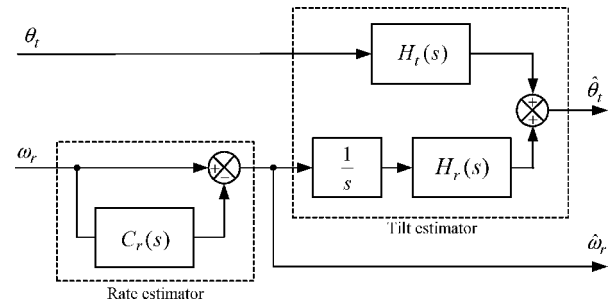 θ_t
H_t(s)
+
+
θ̂_t
ω_r
+
−
1/s
H_r(s)
C_r(s)
Tilt estimator
ω̂_r
Rate estimator